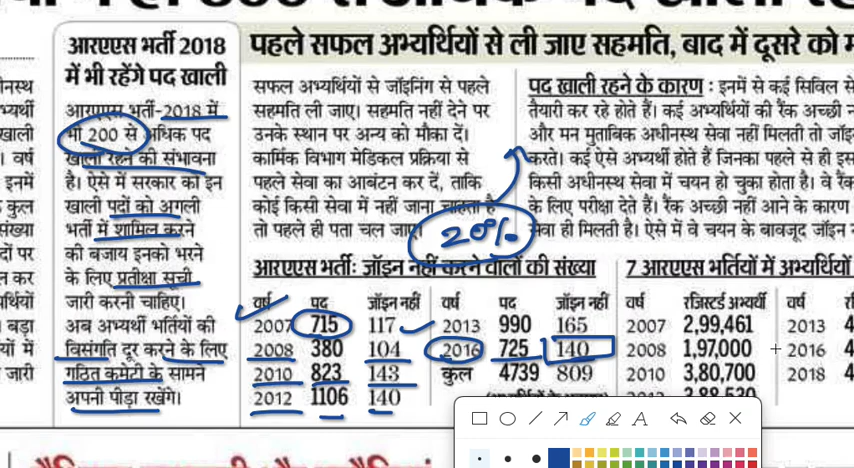 आरएएस भर्ती 2018
में भी रहेंगे पद खाली
आरएएस भर्ती-2018 में
भी 200 से अधिक पद
खाली रहने की संभावना
है। ऐसे में सरकार को इन
खाली पदों को अगली
भर्ती में शामिल करने
की बजाय इनको भरने
के लिए प्रतीक्षा सूची
जारी करनी चाहिए।
अब अभ्यर्थी भर्तियों की
विसंगति दूर करने के लिए
गठित कमेटी के सामने
अपनी पीड़ा रखेंगे।
पहले सफल अभ्यर्थियों से ली जाए सहमति, बाद में दूसरे को
सफल अभ्यर्थियों से जॉइनिंग से पहले
सहमति ली जाए। सहमति नहीं देने पर
उनके स्थान पर अन्य को मौका दें।
कार्मिक विभाग मेडिकल प्रक्रिया से
पहले सेवा का आबंटन कर दें, ताकि
कोई किसी सेवा में नहीं जाना चाहता है
तो पहले ही पता चल जाए।
20%
पद खाली रहने के कारण : इनमें से कई सिविल से
तैयारी कर रहे होते हैं। कई अभ्यर्थियों की रैंक अच्छी
और मन मुताबिक अधीनस्थ सेवा नहीं मिलती तो जॉइ
करते। कई ऐसे अभ्यर्थी होते हैं जिनका पहले से ही इस
किसी अधीनस्थ सेवा में चयन हो चुका होता है। वे रैंक
के लिए परीक्षा देते हैं। रैंक अच्छी नहीं आने के कारण
सेवा ही मिलती है। ऐसे में वे चयन के बावजूद जॉइन
आरएएस भर्ती: जॉइन नहीं करने वालों की संख्या
वर्ष पद जॉइन नहीं वर्ष पद जॉइन नहीं
2007 715 117 2013 990 165
2008 380 104 2016 725 140
2010 823 143 कुल 4739 809
2012 1106 140
7 आरएएस भर्तियों में अभ्यर्थियों
वर्ष रजिस्टर्ड अभ्यर्थी वर्ष
2007 2,99,461 2013 4
2008 1,97,000 2016 4
2010 3,80,700 2018 4